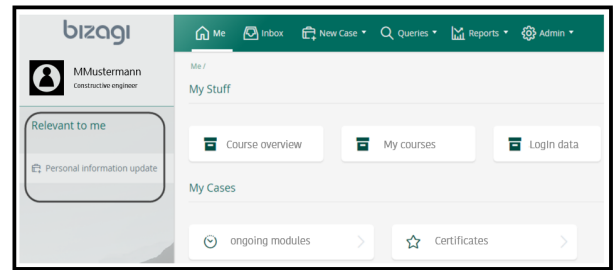 bizagi
Me Inbox New Case Queries Reports Admin
MMustermann
Constructive engineer
Me /
My Stuff
Relevant to me
Personal information update
Course overview My courses LogIn data
My Cases
ongoing modules Certificates